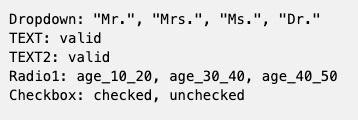 Dropdown: "Mr.", "Mrs.", "Ms.", "Dr."
TEXT: valid
TEXT2: valid
Radio1: age_10_20, age_30_40, age_40_50
Checkbox: checked, unchecked